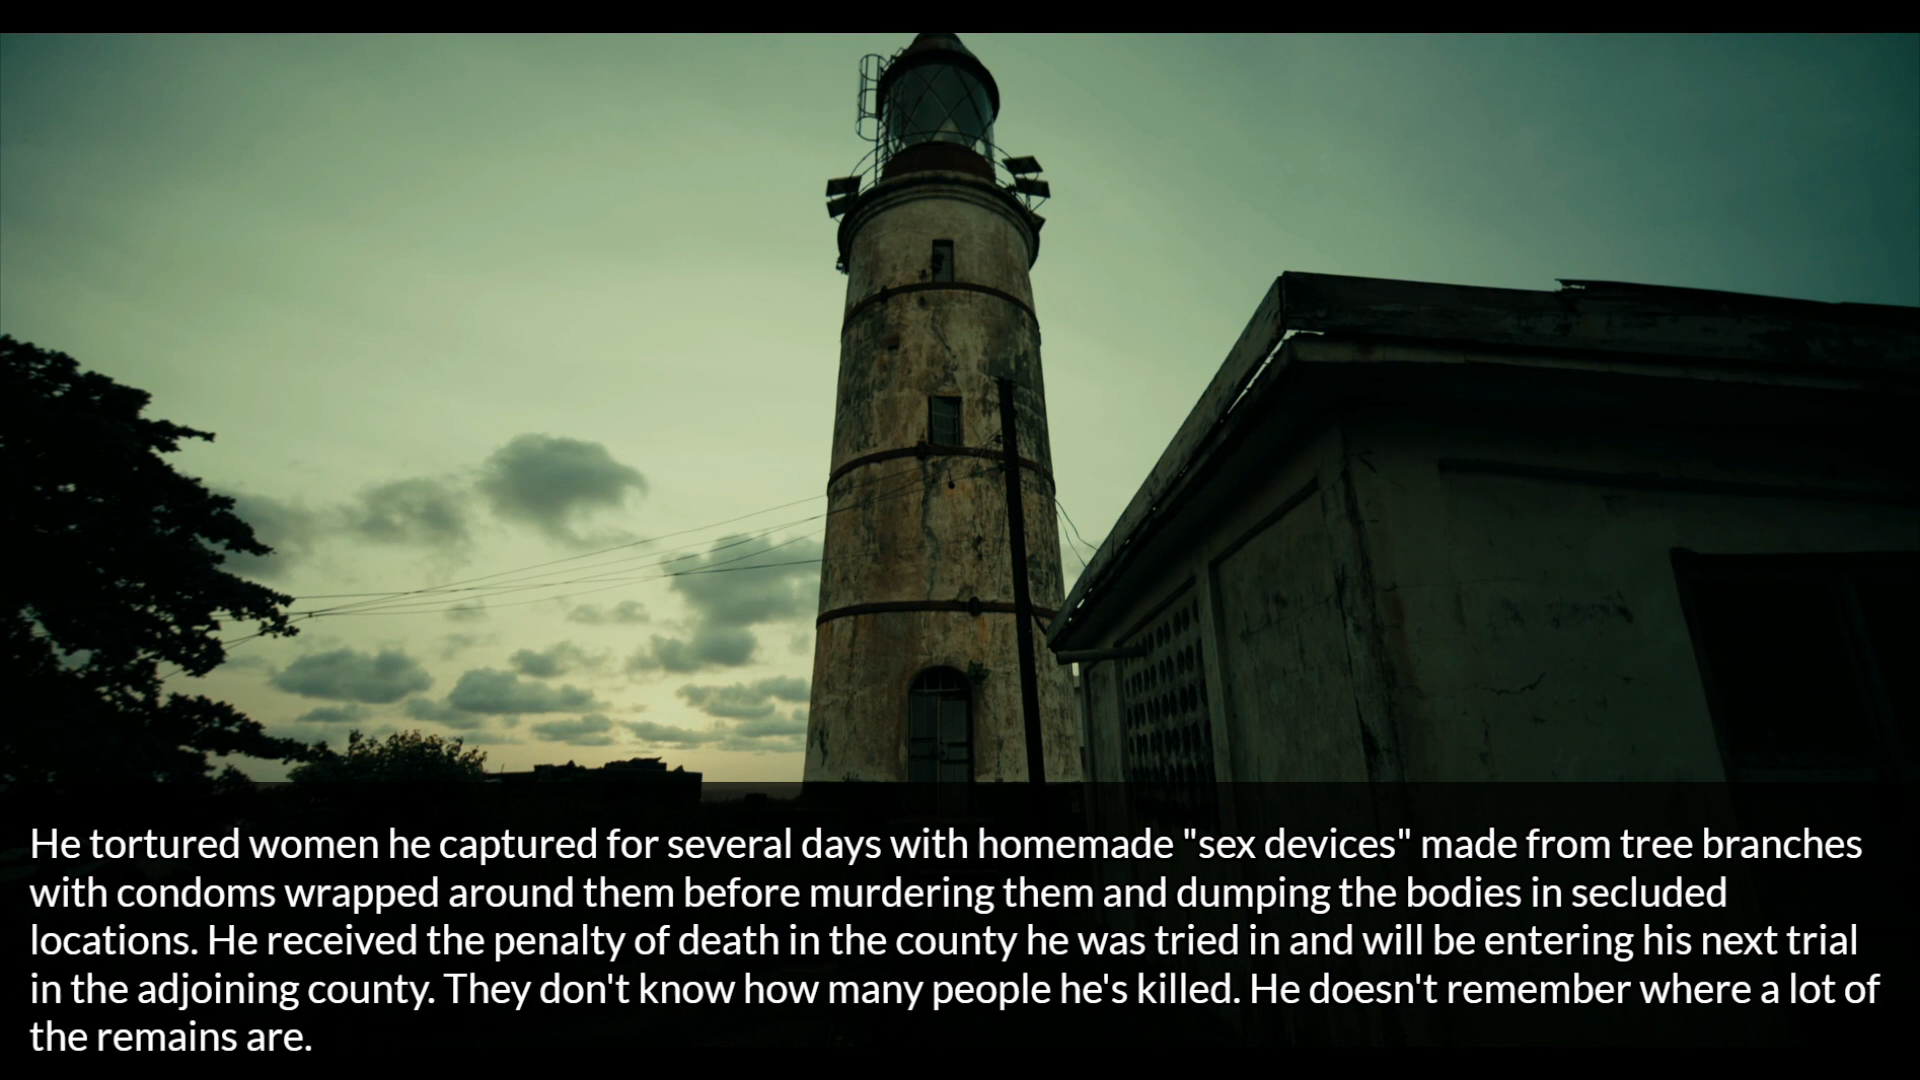 He tortured women he captured for several days with homemade "sex devices" made from tree branches
with condoms wrapped around them before murdering them and dumping the bodies in secluded
locations. He received the penalty of death in the county he was tried in and will be entering his next trial
in the adjoining county. They don't know how many people he's killed. He doesn't remember where a lot of
the remains are.